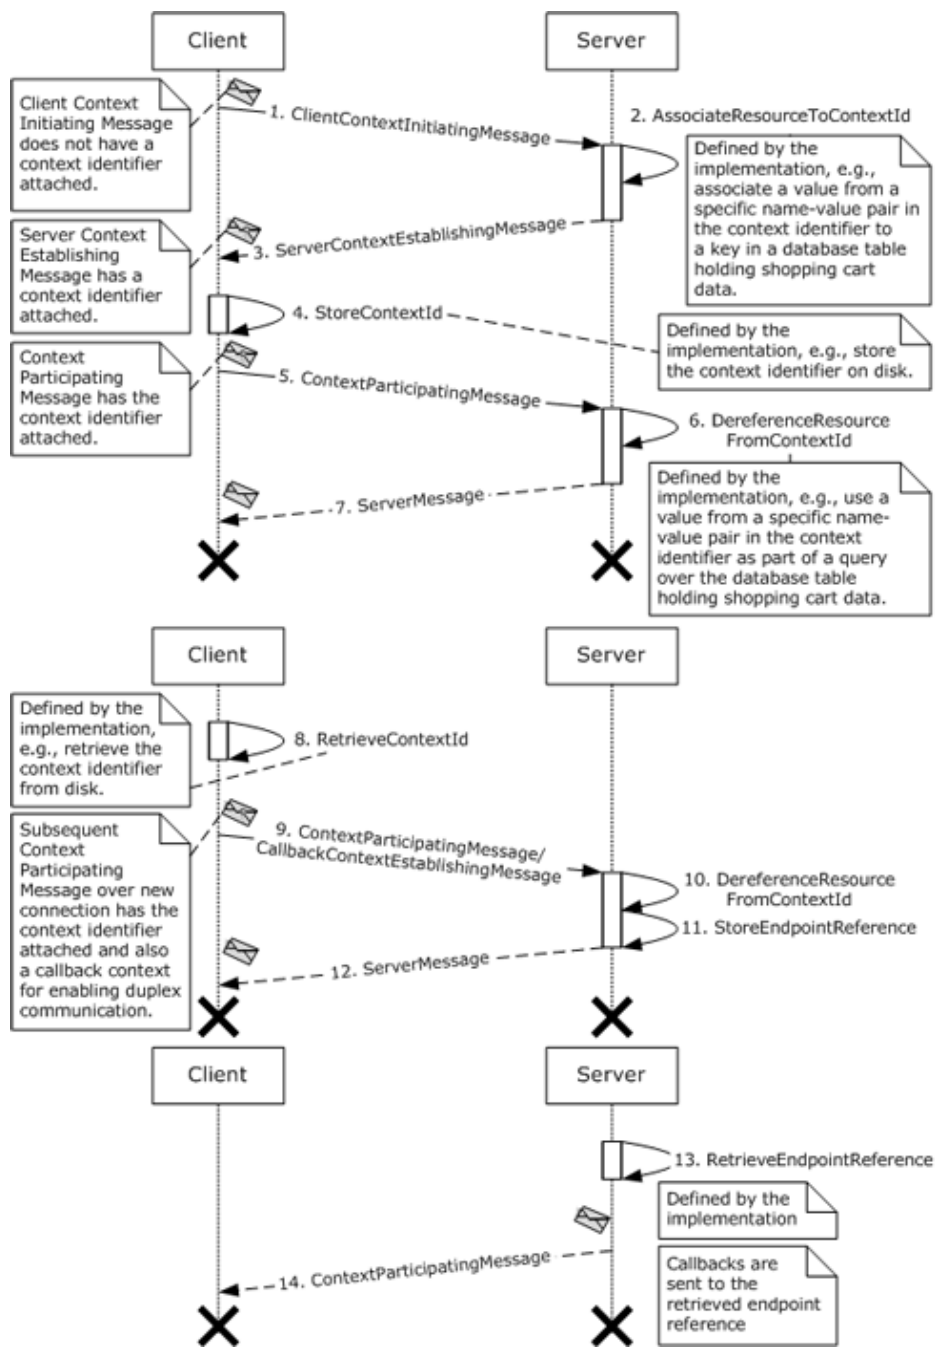 Client
Server
Client Context
Initiating Message
does not have a
context identifier
attached.
1. ClientContextInitiatingMessage
2. AssociateResourceToContextId
Defined by the
implementation, e.g.,
associate a value from a
specific name-value pair in
the context identifier to
a key in a database table
holding shopping cart
data.
Server Context
Establishing
Message has a
context identifier
attached.
3. ServerContextEstablishingMessage
4. StoreContextId
Defined by the
implementation, e.g., store
the context identifier on disk.
Context
Participating
Message has the
context identifier
attached.
5. ContextParticipatingMessage
6. DereferenceResource
FromContextId
Defined by the
implementation, e.g., use a
value from a specific name-
value pair in the context
identifier as part of a query
over the database table
holding shopping cart data.
7. ServerMessage
Client
Server
Defined by the
implementation,
e.g., retrieve the
context identifier
from disk.
8. RetrieveContextId
Subsequent
Context
Participating
Message over new
connection has the
context identifier
attached and also
a callback context
for enabling duplex
communication.
9. ContextParticipatingMessage/
CallbackContextEstablishingMessage
10. DereferenceResource
FromContextId
11. StoreEndpointReference
12. ServerMessage
Client
Server
13. RetrieveEndpointReference
Defined by the
implementation
14. ContextParticipatingMessage
Callbacks are
sent to the
retrieved endpoint
reference